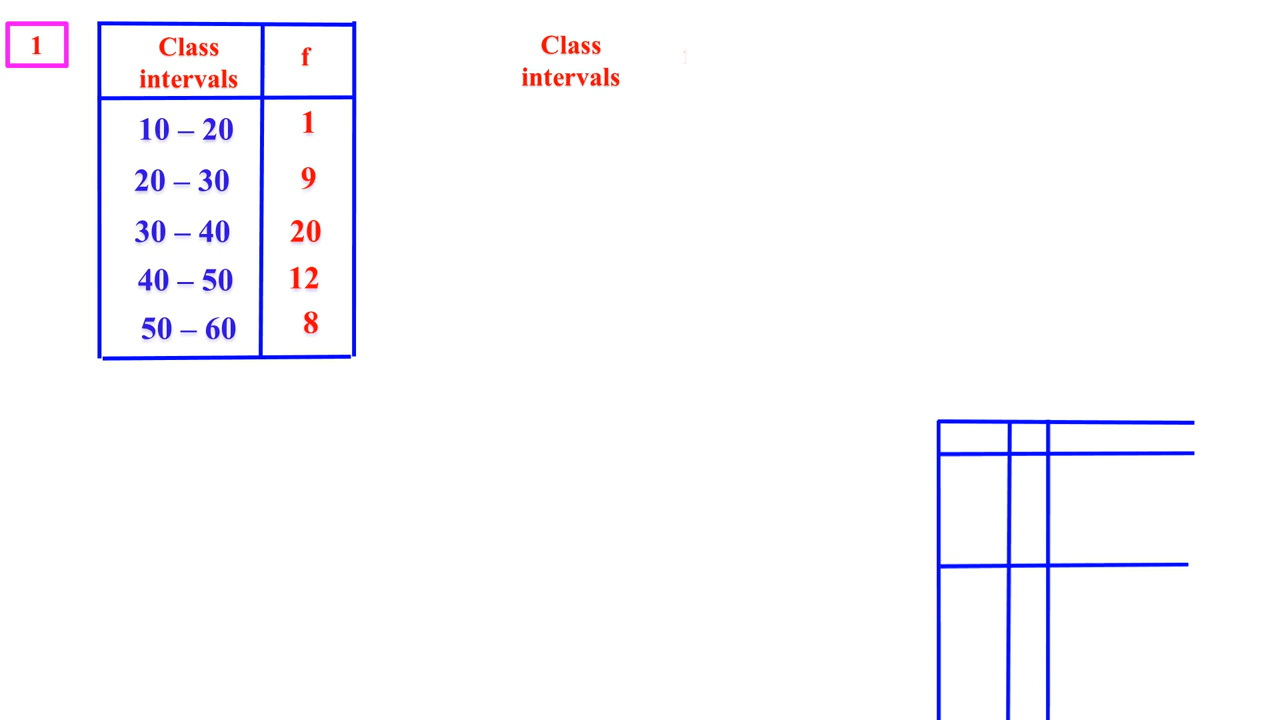 1
Class
intervals
f
10 – 20
1
20 – 30
9
30 – 40
20
40 – 50
12
50 – 60
8
Class
intervals